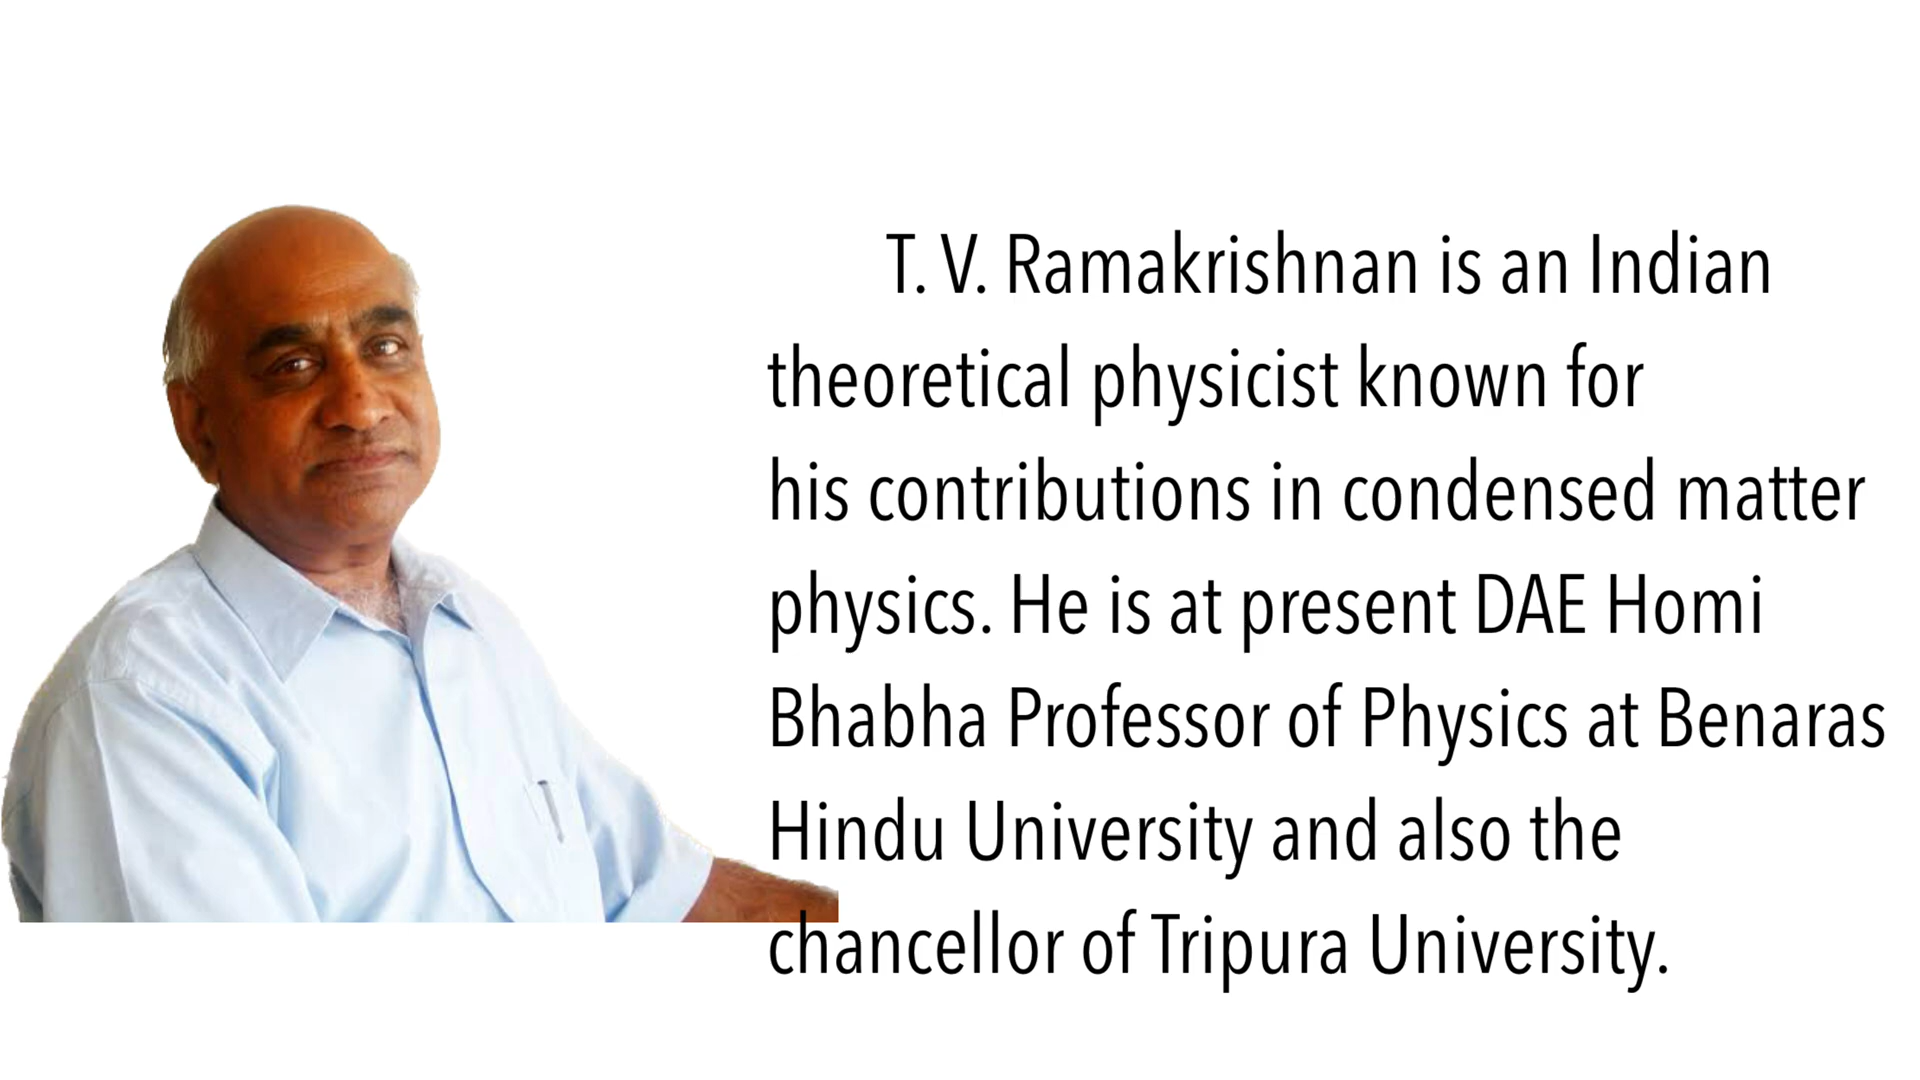 T. V. Ramakrishnan is an Indian
theoretical physicist known for
his contributions in condensed matter
physics. He is at present DAE Homi
Bhabha Professor of Physics at Benaras
Hindu University and also the
chancellor of Tripura University.